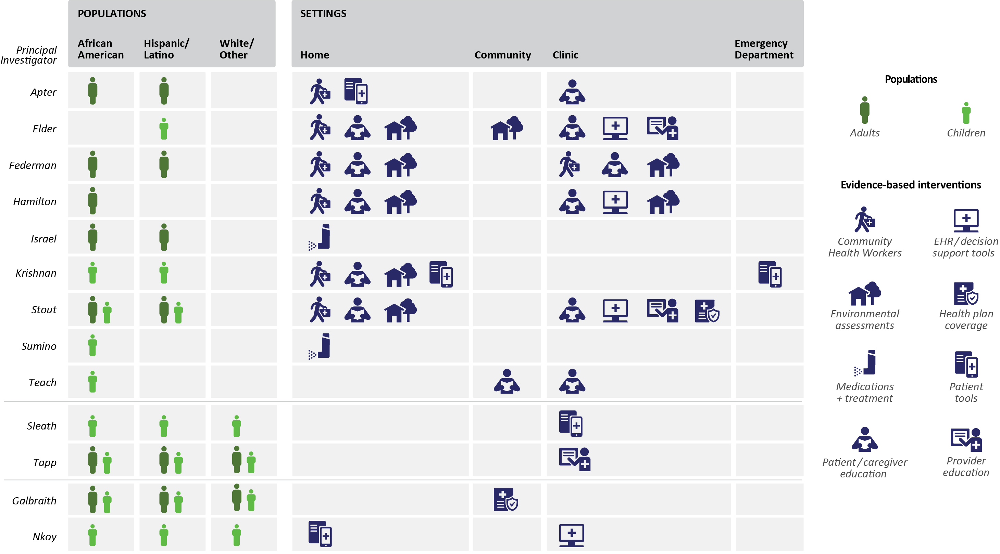 POPULATIONS
SETTINGS
Principal
Investigator
African
American
Hispanic/
Latino
White/
Other
Home
Community
Clinic
Emergency
Department
Apter
Elder
Federman
Hamilton
Israel
Krishnan
Stout
Sumino
Teach
Sleath
Tapp
Galbraith
Nkoy
Populations
Adults
Children
Evidence-based interventions
Community
Health Workers
EHR / decision
support tools
Environmental
assessments
Health plan
coverage
Medications
+ treatment
Patient
tools
Patient / caregiver
education
Provider
education